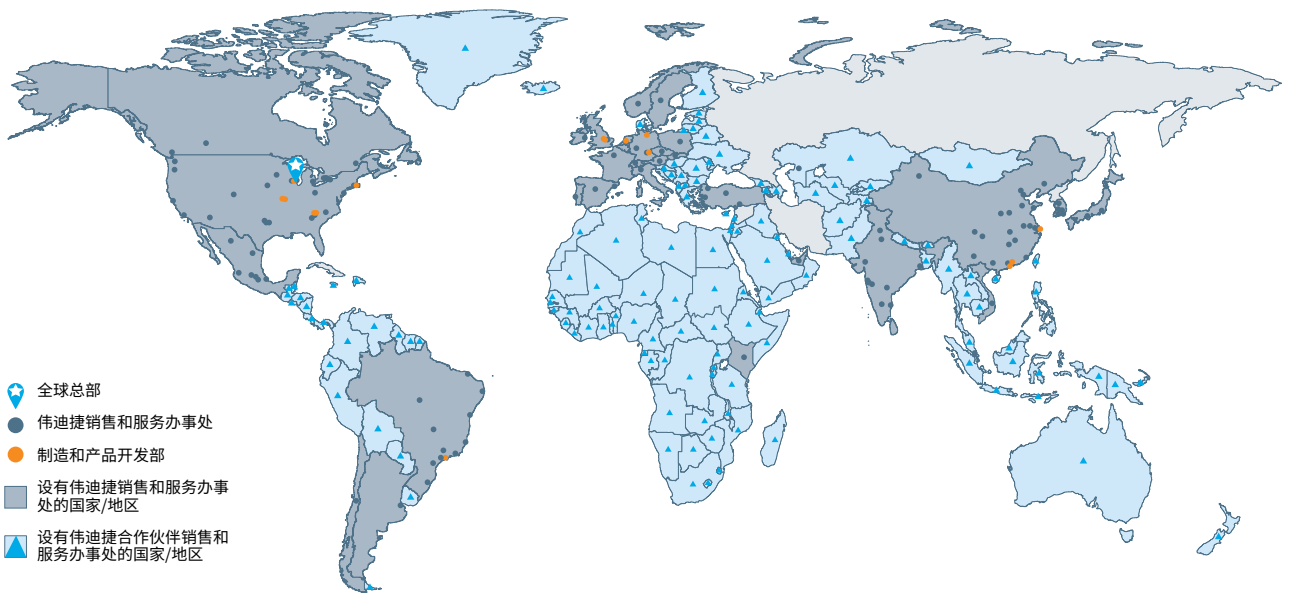 全球总部
伟迪捷销售和服务办事处
制造和产品开发部
设有伟迪捷销售和服务办事
处的国家/地区
设有伟迪捷合作伙伴销售和
服务办事处的国家/地区